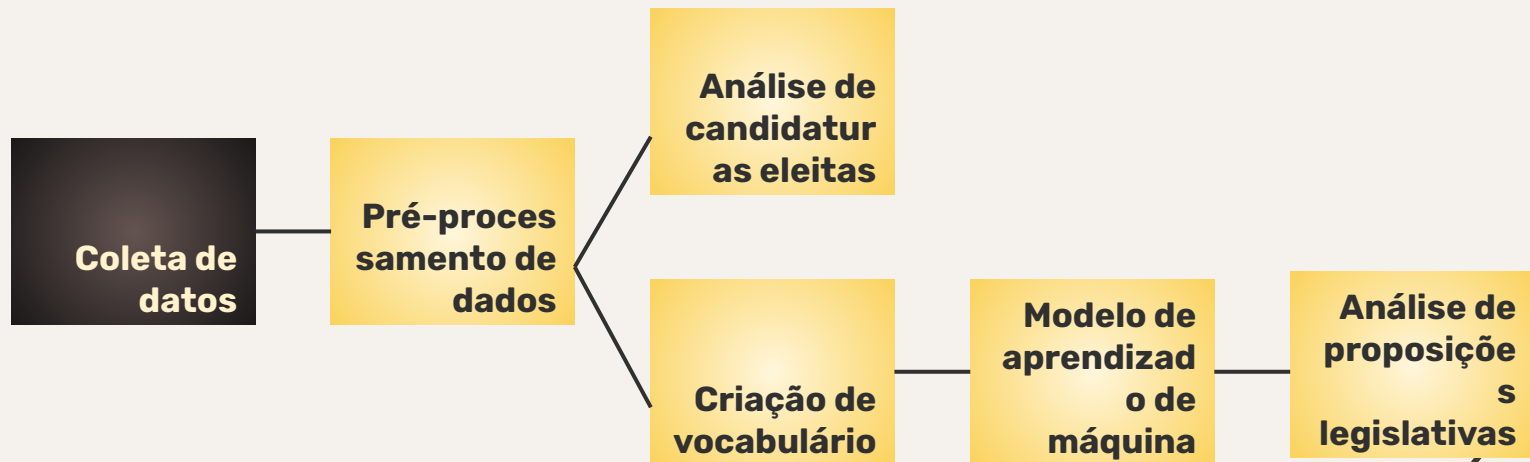 Coleta de
datos
Pré-proces
samento de
dados
Análise de
candidatur
as eleitas
Criação de
vocabulário
Modelo de
aprendizad
o de
máquina
Análise de
proposiçõe
s
legislativas